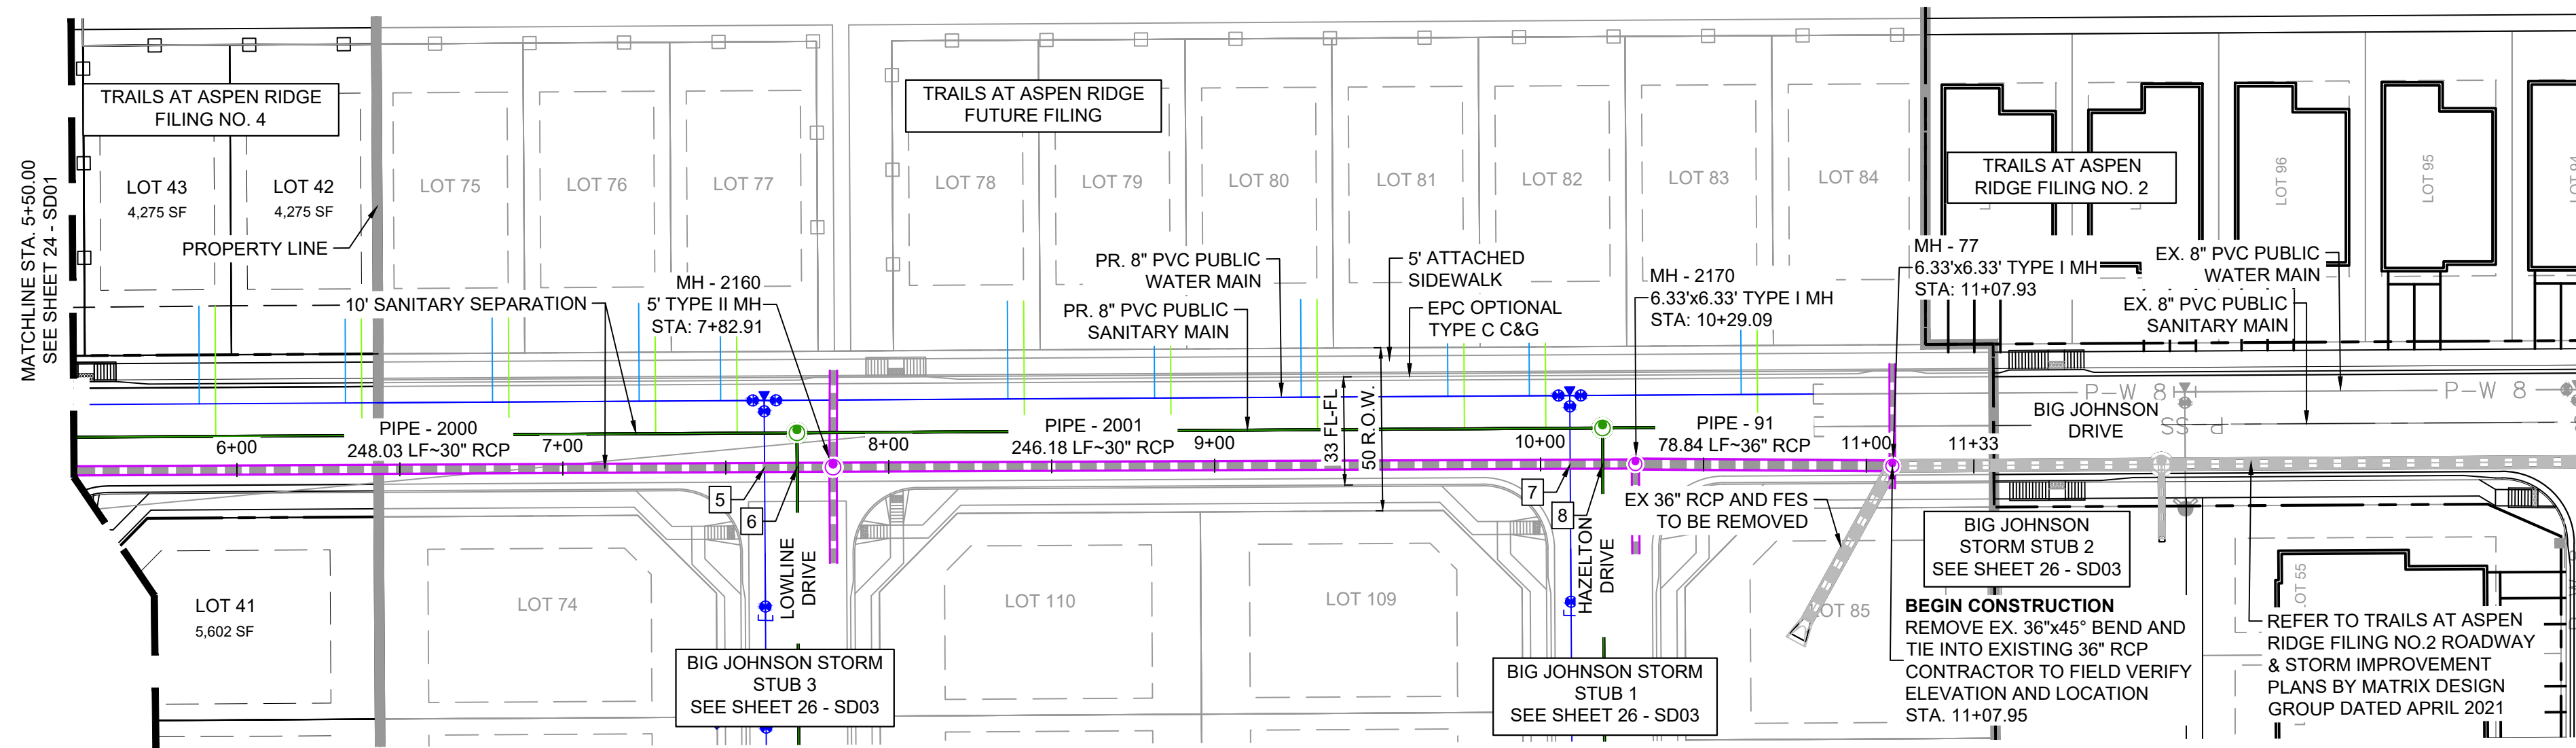 MATCHLINE STA. 5+50.00
SEE SHEET 24 - SD01
TRAILS AT ASPEN RIDGE
FILING NO. 4
LOT 43
4,275 SF
LOT 42
4,275 SF
PROPERTY LINE
LOT 75
LOT 76
LOT 77
TRAILS AT ASPEN RIDGE
FUTURE FILING
LOT 78
LOT 79
LOT 80
LOT 81
LOT 82
LOT 83
LOT 84
TRAILS AT ASPEN
RIDGE FILING NO. 2
LOT 96
LOT 95
10' SANITARY SEPARATION
MH - 2160
5' TYPE II MH
STA: 7+82.91
PR. 8" PVC PUBLIC
WATER MAIN
PR. 8" PVC PUBLIC
SANITARY MAIN
5' ATTACHED
SIDEWALK
EPC OPTIONAL
TYPE C C&G
MH - 2170
6.33'x6.33' TYPE I MH
STA: 10+29.09
MH - 77
6.33'x6.33' TYPE I MH
STA: 11+07.93
EX. 8" PVC PUBLIC
WATER MAIN
EX. 8" PVC PUBLIC
SANITARY MAIN
P-W 8
P-W 8
P-SS
BIG JOHNSON
DRIVE
6+00
PIPE - 2000
248.03 LF~30" RCP
7+00
8+00
PIPE - 2001
246.18 LF~30" RCP
9+00
33 FL-FL
50 R.O.W.
10+00
PIPE - 91
78.84 LF~36" RCP
11+00
11+33
5
6
7
8
LOWLINE
DRIVE
HAZELTON
DRIVE
EX 36" RCP AND FES
TO BE REMOVED
LOT 41
5,602 SF
LOT 74
LOT 110
LOT 109
LOT 85
LOT 55
BIG JOHNSON STORM
STUB 3
SEE SHEET 26 - SD03
BIG JOHNSON STORM
STUB 1
SEE SHEET 26 - SD03
BIG JOHNSON
STORM STUB 2
SEE SHEET 26 - SD03
BEGIN CONSTRUCTION
REMOVE EX. 36"x45° BEND AND
TIE INTO EXISTING 36" RCP
CONTRACTOR TO FIELD VERIFY
ELEVATION AND LOCATION
STA. 11+07.95
REFER TO TRAILS AT ASPEN
RIDGE FILING NO.2 ROADWAY
& STORM IMPROVEMENT
PLANS BY MATRIX DESIGN
GROUP DATED APRIL 2021